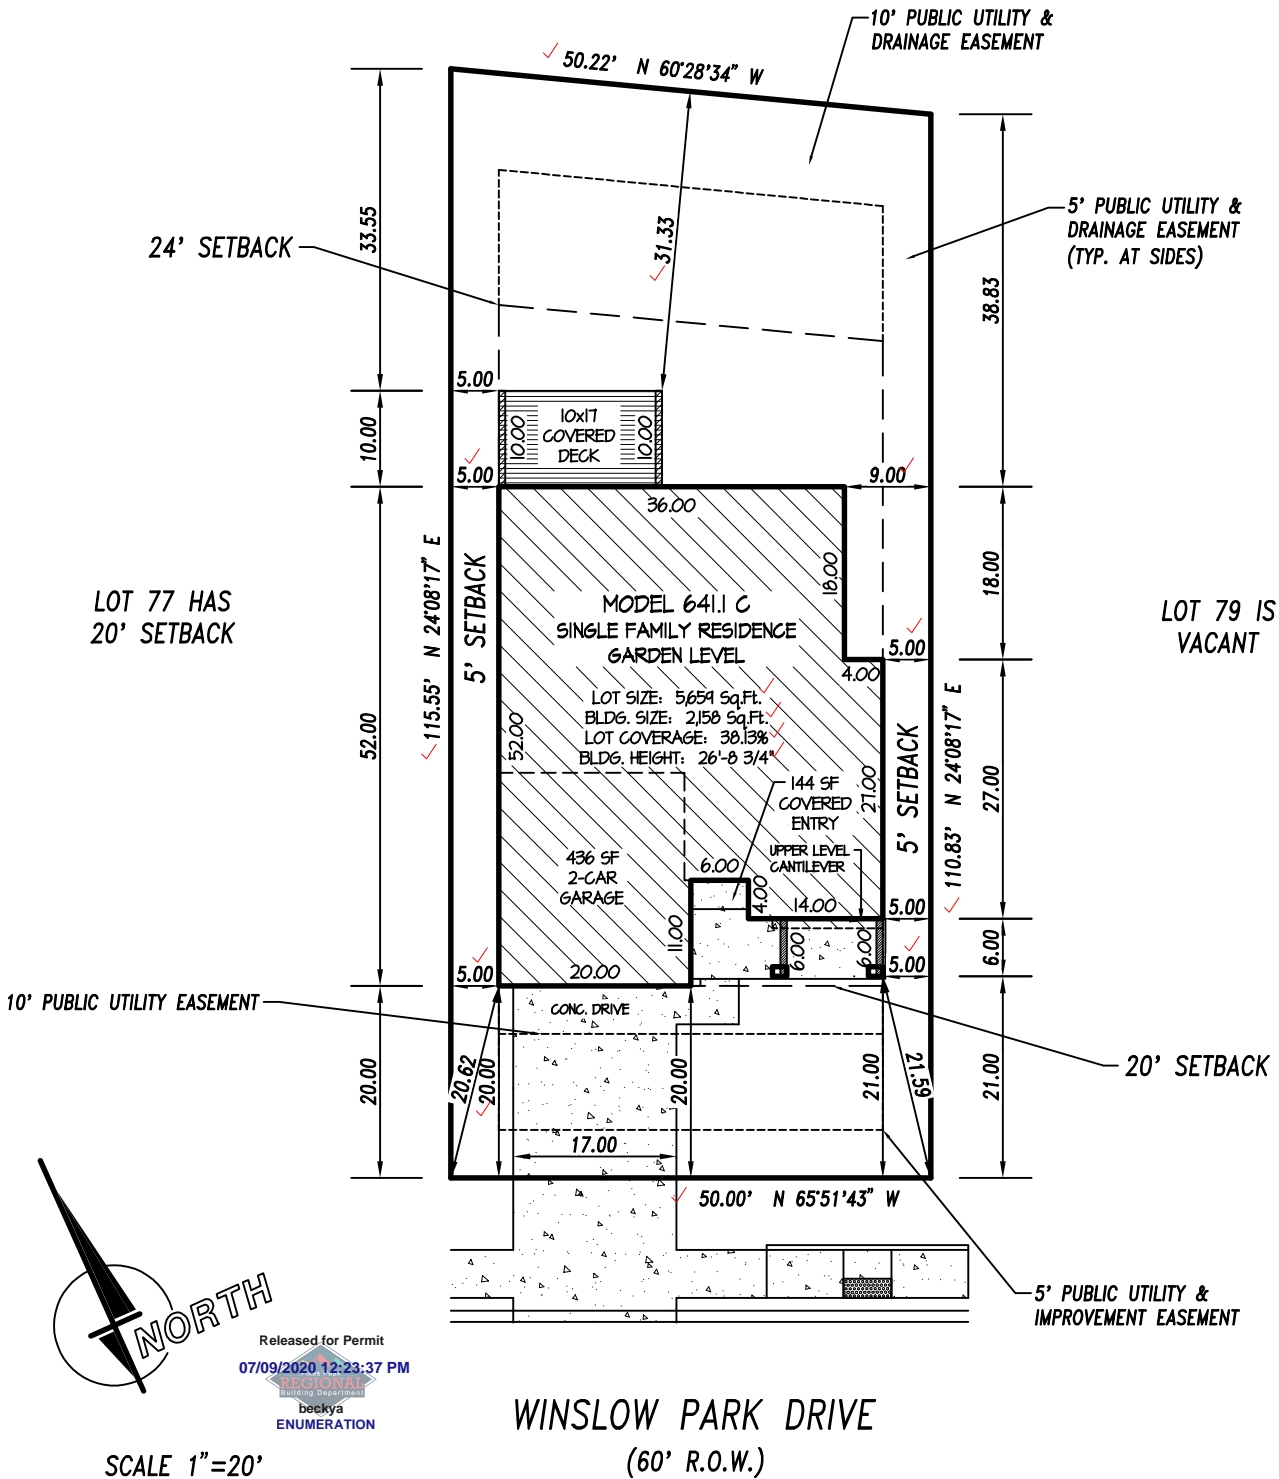 10' PUBLIC UTILITY &
DRAINAGE EASEMENT
50.22' N 60°28'34" W
5' PUBLIC UTILITY &
DRAINAGE EASEMENT
(TYP. AT SIDES)
24' SETBACK
33.55
31.33
38.83
5.00
10.00
10.00
10x17
COVERED
DECK
10.00
5.00
9.00
36.00
18.00
18.00
115.55' N 24°08'17" E
5' SETBACK
LOT 77 HAS
20' SETBACK
MODEL 641.1 C
SINGLE FAMILY RESIDENCE
GARDEN LEVEL
LOT 79 IS
VACANT
5.00
4.00
LOT SIZE: 5,659 Sq.Ft.
BLDG. SIZE: 2,158 Sq.Ft.
LOT COVERAGE: 38.13%
BLDG. HEIGHT: 26'-8 3/4"
52.00
52.00
5' SETBACK
110.83' N 24°08'17" E
27.00
27.00
144 SF
COVERED
ENTRY
UPPER LEVEL
CANTILEVER
436 SF
2-CAR
GARAGE
6.00
4.00
14.00
5.00
11.00
6.00
6.00
6.00
5.00
5.00
20.00
10' PUBLIC UTILITY EASEMENT
CONC. DRIVE
20' SETBACK
20.00
20.62
20.00
20.00
21.00
21.59
21.00
17.00
50.00' N 65°51'43" W
5' PUBLIC UTILITY &
IMPROVEMENT EASEMENT
NORTH
Released for Permit
07/09/2020 12:23:37 PM
REGIONAL
Building Department
beckya
ENUMERATION
WINSLOW PARK DRIVE
(60' R.O.W.)
SCALE 1"=20'